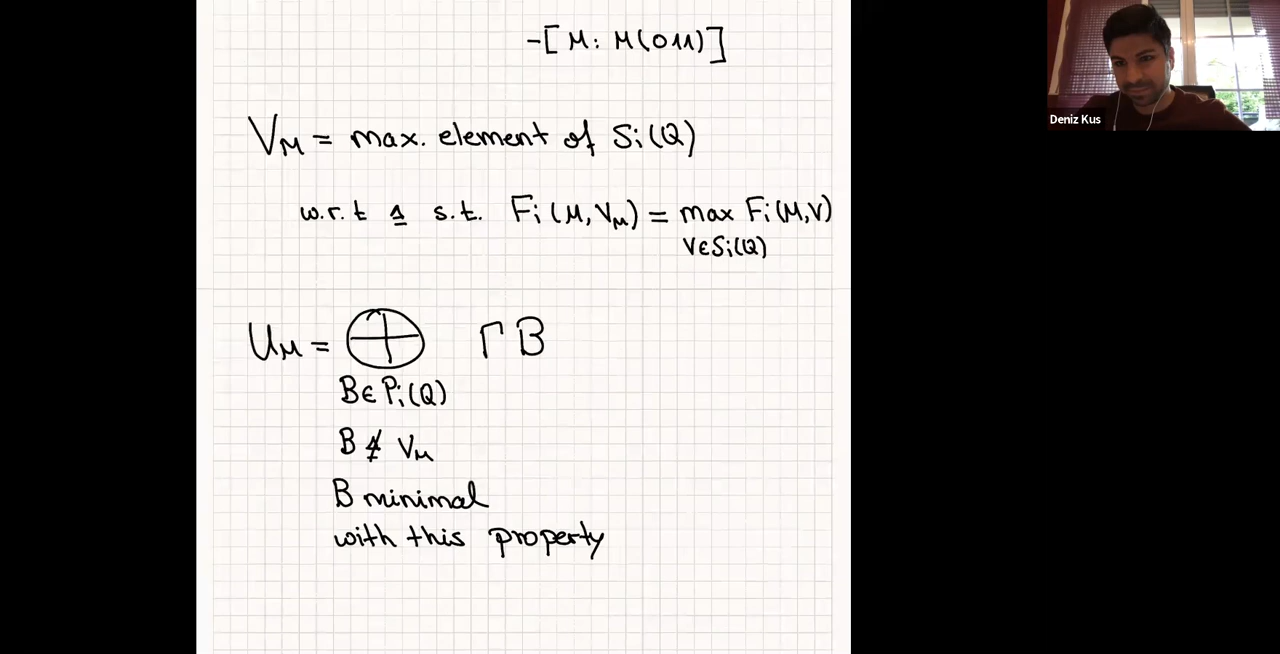 -[M: M(011)]
Deniz Kus
V_M = max. element of Si(Q)
w.r.t ⊴ s.t. Fi(M,V_M) = max Fi(M,V)
V∈Si(Q)
U_M = ⊕ ΓB
B∈Pi(Q)
B⋬ V_M
B minimal
with this property